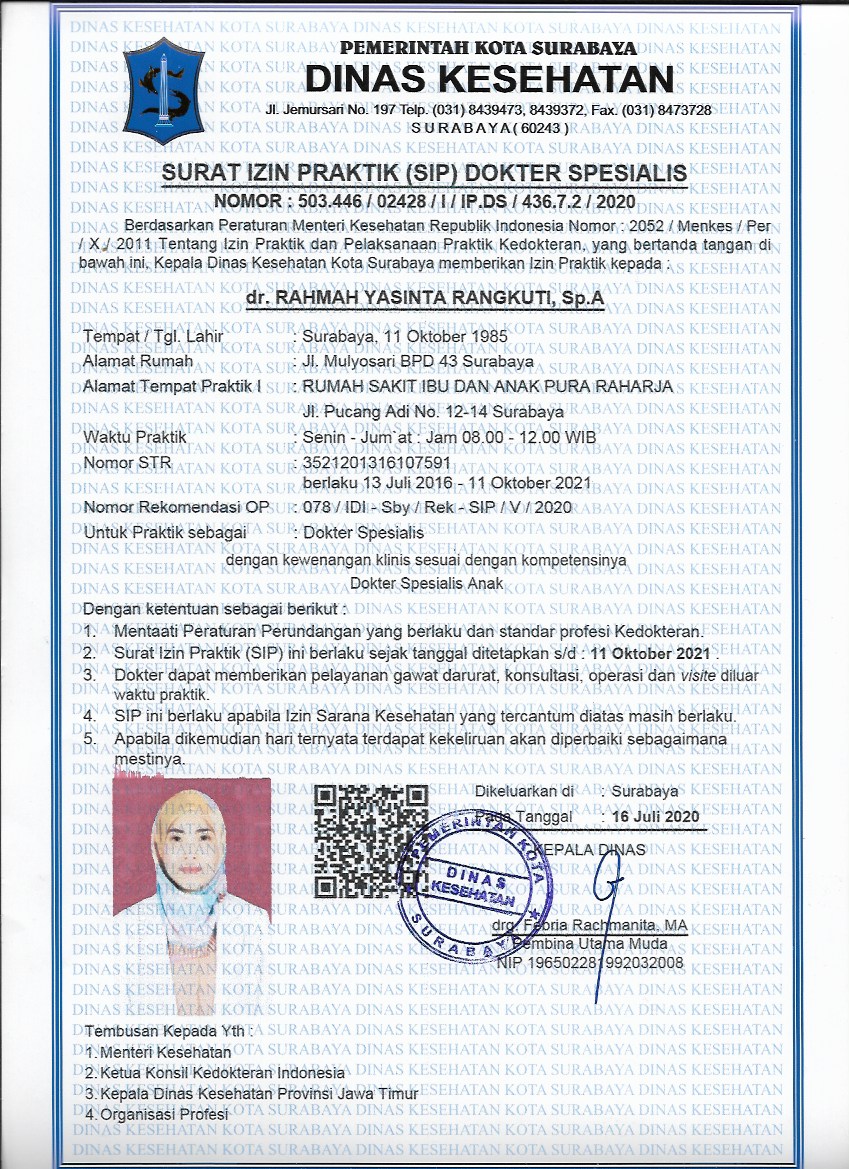 PEMERINTAH KOTA SURABAYA
DINAS KESEHATAN
Jl. Jemursari No. 197 Telp. (031) 8439473, 8439372, Fax. (031) 8473728
SURABAYA ( 60243 )
SURAT IZIN PRAKTIK (SIP) DOKTER SPESIALIS
NOMOR : 503.446 / 02428 / I / IP.DS / 436.7.2 / 2020
Berdasarkan Peraturan Menteri Kesehatan Republik Indonesia Nomor : 2052 / Menkes / Per
/ X / 2011 Tentang Izin Praktik dan Pelaksanaan Praktik Kedokteran, yang bertanda tangan di
bawah ini, Kepala Dinas Kesehatan Kota Surabaya memberikan Izin Praktik kepada :
dr. RAHMAH YASINTA RANGKUTI, Sp.A
Tempat / Tgl. Lahir : Surabaya, 11 Oktober 1985
Alamat Rumah : Jl. Mulyosari BPD 43 Surabaya
Alamat Tempat Praktik I : RUMAH SAKIT IBU DAN ANAK PURA RAHARJA
Jl. Pucang Adi No. 12-14 Surabaya
Waktu Praktik : Senin - Jum`at : Jam 08.00 - 12.00 WIB
Nomor STR : 3521201316107591
berlaku 13 Juli 2016 - 11 Oktober 2021
Nomor Rekomendasi OP : 078 / IDI - Sby / Rek - SIP / V / 2020
Untuk Praktik sebagai : Dokter Spesialis
dengan kewenangan klinis sesuai dengan kompetensinya
Dokter Spesialis Anak
Dengan ketentuan sebagai berikut :
1. Mentaati Peraturan Perundangan yang berlaku dan standar profesi Kedokteran.
2. Surat Izin Praktik (SIP) ini berlaku sejak tanggal ditetapkan s/d : 11 Oktober 2021 .
3. Dokter dapat memberikan pelayanan gawat darurat, konsultasi, operasi dan visite diluar
waktu praktik.
4. SIP ini berlaku apabila Izin Sarana Kesehatan yang tercantum diatas masih berlaku.
5. Apabila dikemudian hari ternyata terdapat kekeliruan akan diperbaiki sebagaimana
mestinya.
Dikeluarkan di : Surabaya
Pada Tanggal : 16 Juli 2020
KEPALA DINAS
PEMERINTAH KOTA
DINAS
KESEHATAN
SURABAYA
drg. Febria Rachmanita, MA
Pembina Utama Muda
NIP 196502281992032008
Tembusan Kepada Yth :
1. Menteri Kesehatan
2. Ketua Konsil Kedokteran Indonesia
3. Kepala Dinas Kesehatan Provinsi Jawa Timur
4. Organisasi Profesi